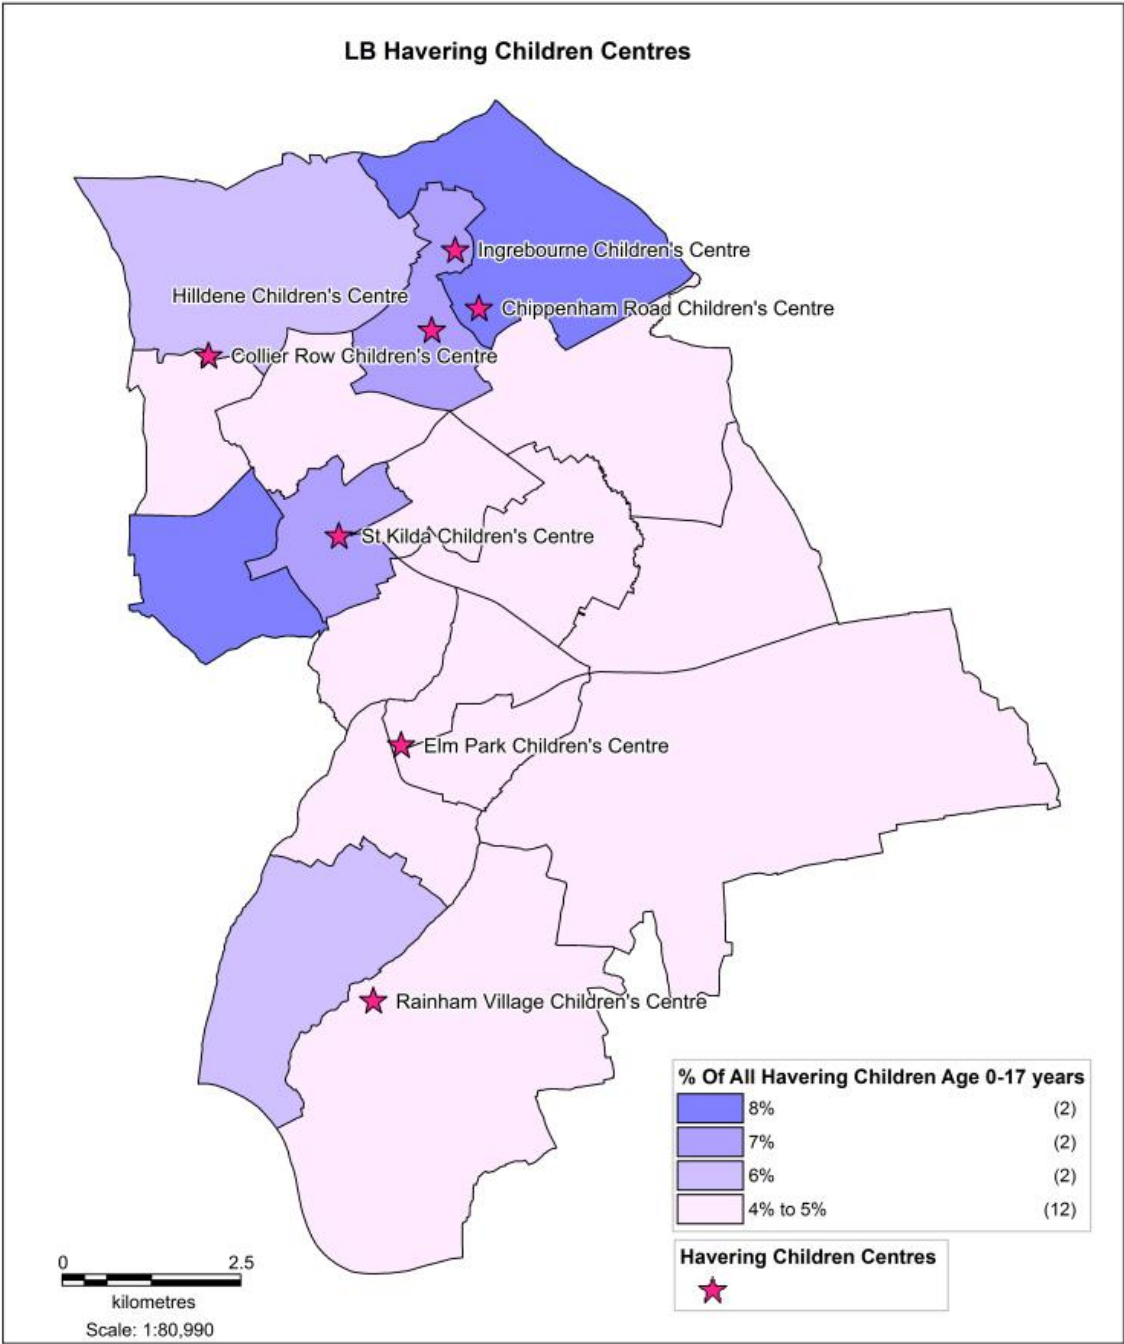 LB Havering Children Centres
Ingrebourne Children's Centre
Hilldene Children's Centre
Chippenham Road Children's Centre
Collier Row Children's Centre
St Kilda Children's Centre
Elm Park Children's Centre
Rainham Village Children's Centre
% Of All Havering Children Age 0-17 years
8% (2)
7% (2)
6% (2)
4% to 5% (12)
Havering Children Centres
0 2.5
kilometres
Scale: 1:80,990